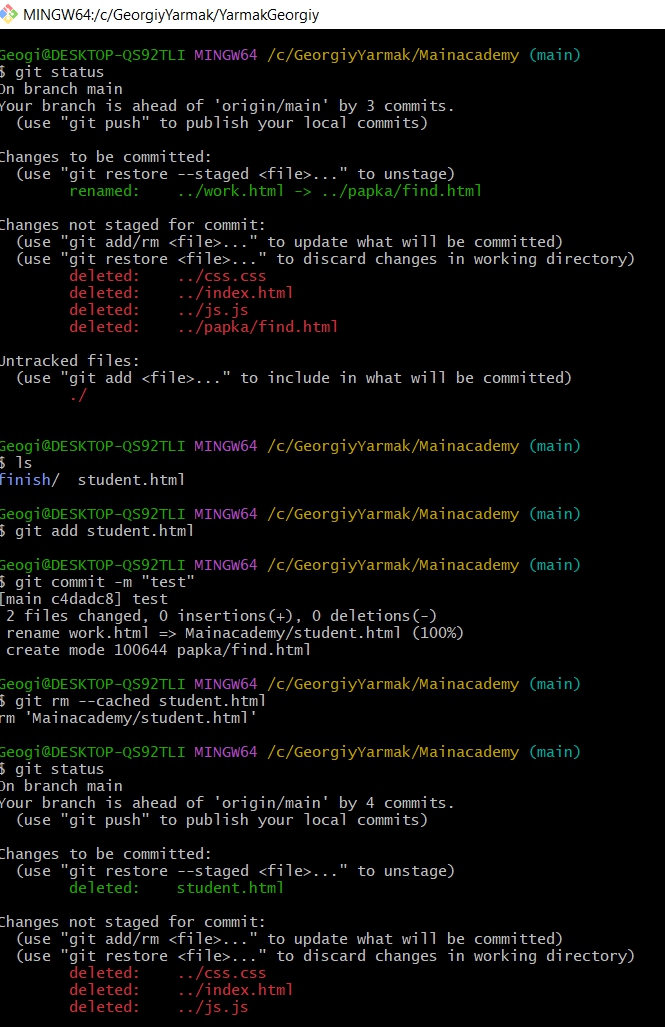 MINGW64:/c/GeorgiyYarmak/YarmakGeorgiy
Geogi@DESKTOP-QS92TLI MINGW64 /c/GeorgiyYarmak/Mainacademy (main)
$ git status
On branch main
Your branch is ahead of 'origin/main' by 3 commits.
  (use "git push" to publish your local commits)
Changes to be committed:
  (use "git restore --staged <file>..." to unstage)
        renamed:    ../work.html -> ../papka/find.html
Changes not staged for commit:
  (use "git add/rm <file>..." to update what will be committed)
  (use "git restore <file>..." to discard changes in working directory)
        deleted:    ../css.css
        deleted:    ../index.html
        deleted:    ../js.js
        deleted:    ../papka/find.html
Untracked files:
  (use "git add <file>..." to include in what will be committed)
        ./
Geogi@DESKTOP-QS92TLI MINGW64 /c/GeorgiyYarmak/Mainacademy (main)
$ ls
finish/  student.html
Geogi@DESKTOP-QS92TLI MINGW64 /c/GeorgiyYarmak/Mainacademy (main)
$ git add student.html
Geogi@DESKTOP-QS92TLI MINGW64 /c/GeorgiyYarmak/Mainacademy (main)
$ git commit -m "test"
[main c4dadc8] test
 2 files changed, 0 insertions(+), 0 deletions(-)
 rename work.html => Mainacademy/student.html (100%)
 create mode 100644 papka/find.html
Geogi@DESKTOP-QS92TLI MINGW64 /c/GeorgiyYarmak/Mainacademy (main)
$ git rm --cached student.html
rm 'Mainacademy/student.html'
Geogi@DESKTOP-QS92TLI MINGW64 /c/GeorgiyYarmak/Mainacademy (main)
$ git status
On branch main
Your branch is ahead of 'origin/main' by 4 commits.
  (use "git push" to publish your local commits)
Changes to be committed:
  (use "git restore --staged <file>..." to unstage)
        deleted:    student.html
Changes not staged for commit:
  (use "git add/rm <file>..." to update what will be committed)
  (use "git restore <file>..." to discard changes in working directory)
        deleted:    ../css.css
        deleted:    ../index.html
        deleted:    ../js.js